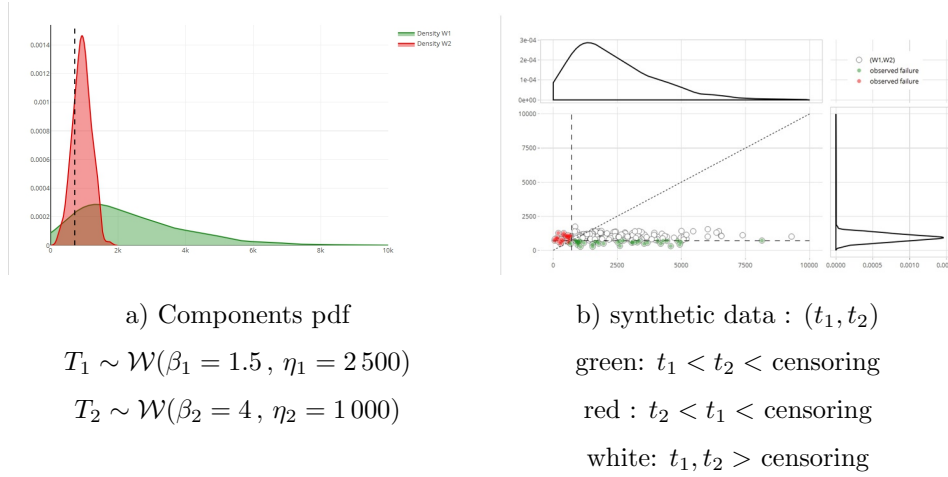 Density W1
Density W2
0.0014
0.0012
0.001
0.0008
0.0006
0.0004
0.0002
0
2k
4k
6k
8k
10k
3e-04
2e-04
1e-04
0e+00
(W1,W2)
observed failure
observed failure
10000
7500
5000
2500
0
0
2500
5000
7500
10000
0.0000
0.0005
0.0010
a) Components pdf
T₁ ∼ 𝒲(β₁ = 1.5 , η₁ = 2 500)
T₂ ∼ 𝒲(β₂ = 4 , η₂ = 1 000)
b) synthetic data : (t₁, t₂)
green: t₁ < t₂ < censoring
red : t₂ < t₁ < censoring
white: t₁, t₂ > censoring